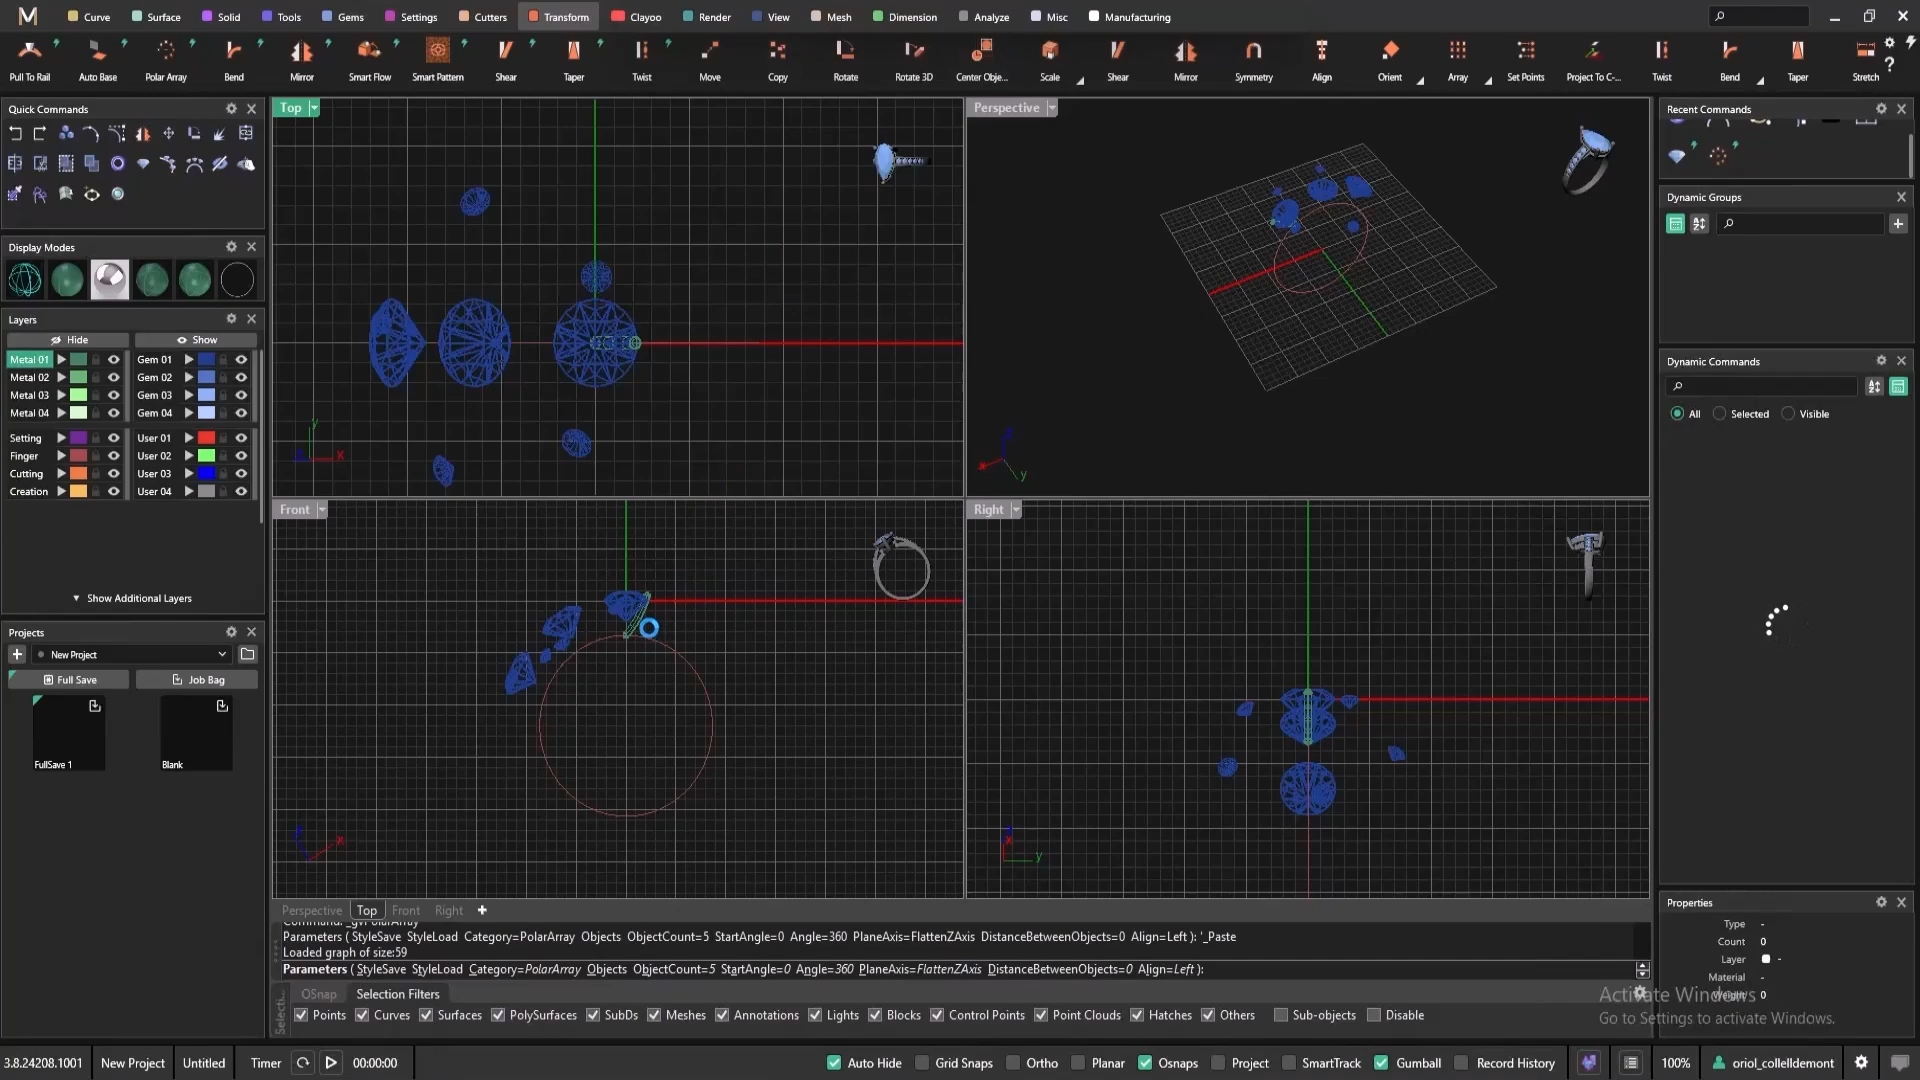 Curve Surface Solid Tools Gems Settings Cutters Transform Clayoo Render View Mesh Dimension Analyze Misc Manufacturing
Pull To Rail Auto Base Polar Array Bend Mirror Smart Flow Smart Pattern Shear Taper Twist Move Copy Rotate Rotate 3D Center Obje... Scale Shear Mirror Symmetry Align Orient Array Set Points Project To C-... Twist Bend Taper Stretch
Quick Commands
Display Modes
Layers
Hide Show
Metal 01 Gem 01
Metal 02 Gem 02
Metal 03 Gem 03
Metal 04 Gem 04
Setting User 01
Finger User 02
Cutting User 03
Creation User 04
Show Additional Layers
Projects
New Project
Full Save Job Bag
FullSave 1 Blank
Top
y
x
Perspective
x
y
Front
x
Right
x
y
Recent Commands
Dynamic Groups
Dynamic Commands
All Selected Visible
Perspective Top Front Right
Command: _gvPolarArray
Parameters ( StyleSave StyleLoad Category=PolarArray Objects ObjectCount=5 StartAngle=0 Angle=360 PlaneAxis=FlattenZAxis DistanceBetweenObjects=0 Align=Left ): '_Paste
Loaded graph of size:59
Parameters ( StyleSave StyleLoad Category=PolarArray Objects ObjectCount=5 StartAngle=0 Angle=360 PlaneAxis=FlattenZAxis DistanceBetweenObjects=0 Align=Left ):
OSnap Selection Filters
Selecti...
Points Curves Surfaces PolySurfaces SubDs Meshes Annotations Lights Blocks Control Points Point Clouds Hatches Others Sub-objects Disable
Properties
Type -
Count 0
Layer -
Material -
Weight 0
Activate Windows
Go to Settings to activate Windows.
3.8.24208.1001 New Project Untitled Timer 00:00:00 Auto Hide Grid Snaps Ortho Planar Osnaps Project SmartTrack Gumball Record History 100% oriol_collelldemont